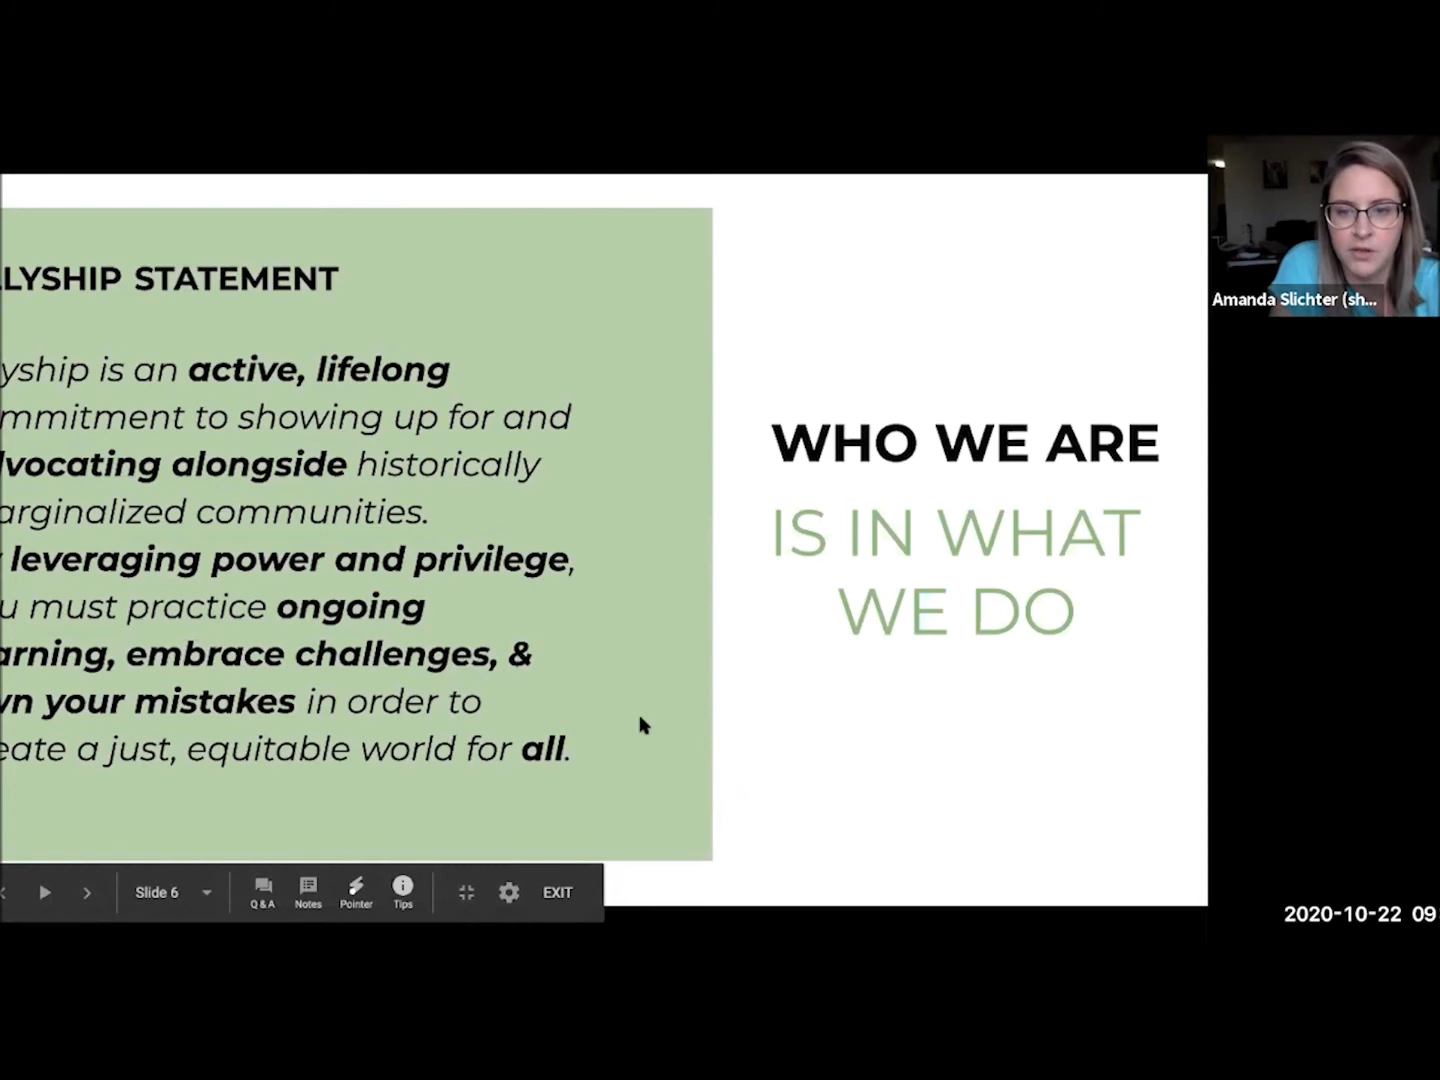 LLYSHIP STATEMENT
yship is an active, lifelong
mmitment to showing up for and
vocating alongside historically
arginalized communities.
leveraging power and privilege,
u must practice ongoing
arning, embrace challenges, &
n your mistakes in order to
eate a just, equitable world for all.
WHO WE ARE
IS IN WHAT
WE DO
Amanda Slichter (sh...
Slide 6
Q & A
Notes
Pointer
Tips
EXIT
2020-10-22 09